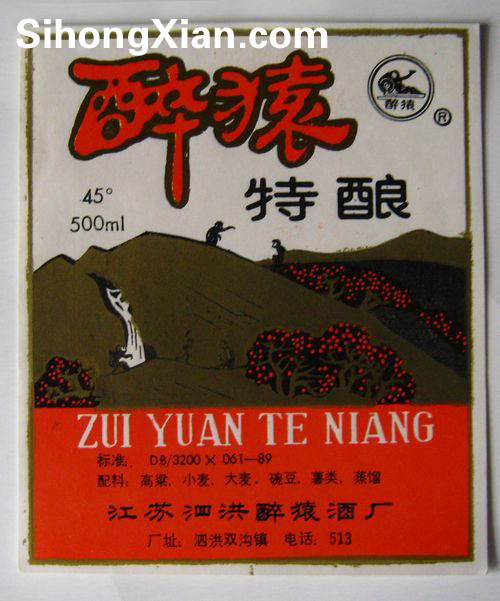 SihongXian.com
醉猿
醉猿
®
特酿
45°
500ml
ZUI YUAN TE NIANG
标准: DB/3200×061—89
配料: 高粱、小麦、大麦、碗豆、薯类、蒸馏
江苏泗洪醉猿酒厂
厂址: 泗洪双沟镇 电话: 513